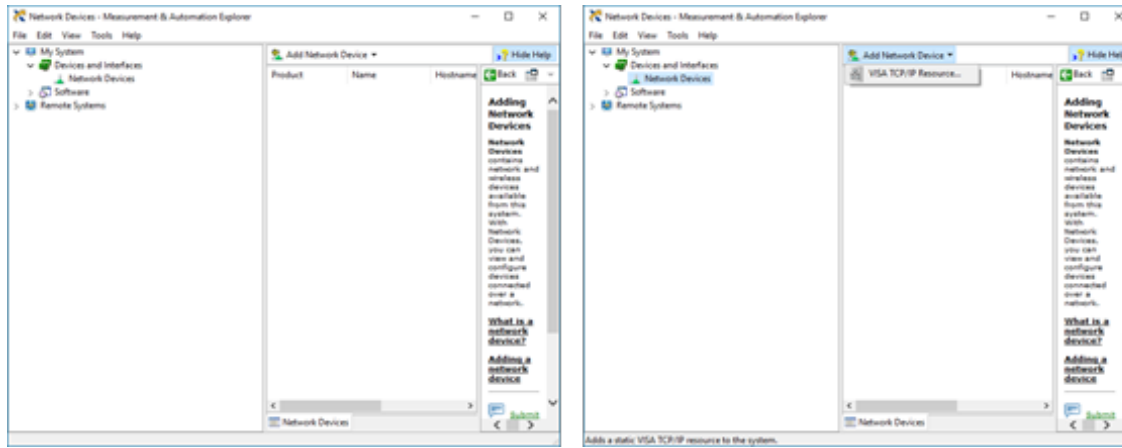 Network Devices - Measurement & Automation Explorer
File Edit View Tools Help
My System
Devices and Interfaces
Network Devices
Software
Remote Systems
Add Network Device
Hide Help
Product Name Hostname
Back
Adding
Network
Devices
Network
Devices
contains
network and
wireless
devices
available
from this
system.
With
Network
Devices,
you can
view and
configure
devices
connected
over a
network.
What is a
network
device?
Adding a
network
device
Submit
Network Devices
Network Devices - Measurement & Automation Explorer
File Edit View Tools Help
My System
Devices and Interfaces
Network Devices
Software
Remote Systems
Add Network Device
Hide Hel
VISA TCP/IP Resource...
Hostname
Back
Adding
Network
Devices
Network
Devices
contains
network and
wireless
devices
available
from this
system.
With
Network
Devices,
you can
view and
configure
devices
connected
over a
network.
What is a
network
device?
Adding a
network
device
Submit
Network Devices
Adds a static VISA TCP/IP resource to the system.